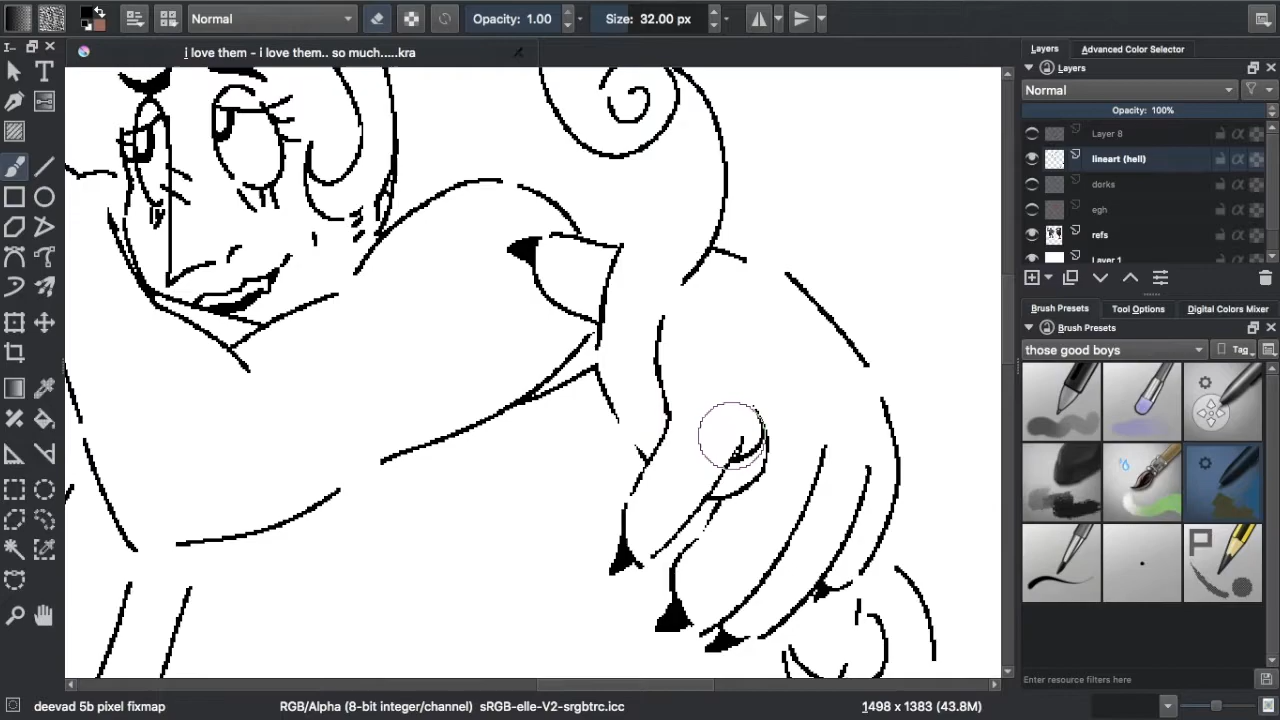 Normal
Opacity: 1.00
Size: 32.00 px
I...
i love them - i love them.. so much.....kra
Layers
Advanced Color Selector
Layers
Normal
Opacity: 100%
Layer 8
lineart (hell)
dorks
egh
refs
Layer 1
Brush Presets
Tool Options
Digital Colors Mixer
Brush Presets
those good boys
Tag
P
Enter resource filters here
deevad 5b pixel fixmap
RGB/Alpha (8-bit integer/channel) sRGB-elle-V2-srgbtrc.icc
1498 x 1383 (43.8M)